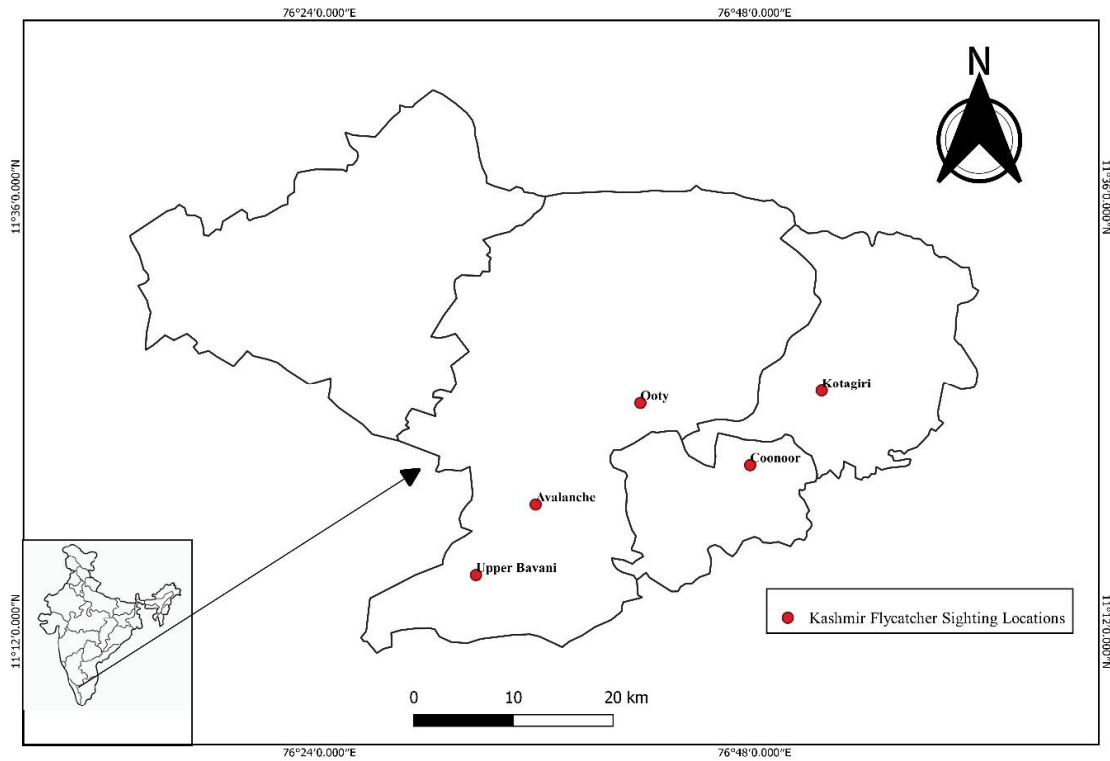 76°24'0.000"E
76°48'0.000"E
N
11°36'0.000"N
11°36'0.000"N
Kotagiri
Ooty
Coonoor
Avalanche
Upper Bavani
11°12'0.000"N
11°12'0.000"N
Kashmir Flycatcher Sighting Locations
0 10 20 km
76°24'0.000"E
76°48'0.000"E